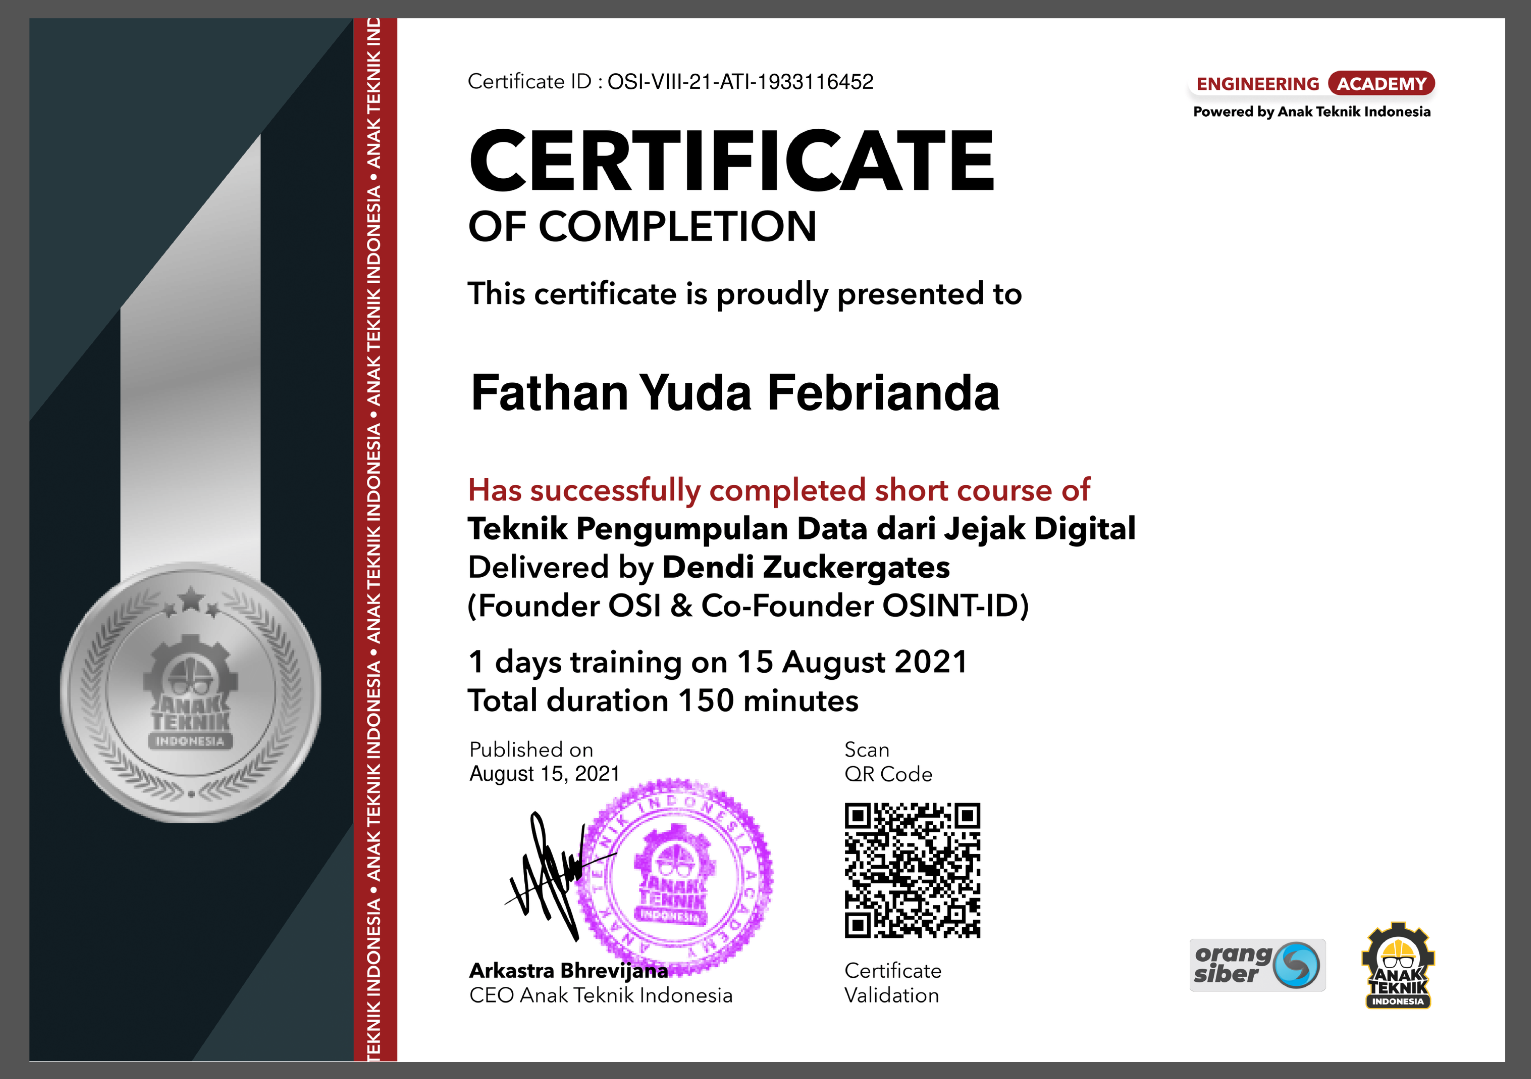 Certificate ID : OSI-VIII-21-ATI-1933116452
ENGINEERING ACADEMY
Powered by Anak Teknik Indonesia
CERTIFICATE
OF COMPLETION
This certificate is proudly presented to
Fathan Yuda Febrianda
Has successfully completed short course of
Teknik Pengumpulan Data dari Jejak Digital
Delivered by Dendi Zuckergates
(Founder OSI & Co-Founder OSINT-ID)
1 days training on 15 August 2021
Total duration 150 minutes
Published on
August 15, 2021
Scan
QR Code
ANAK TEKNIK INDONESIA ACADEMY
ANAK
TEKNIK
INDONESIA
Arkastra Bhrevijana
CEO Anak Teknik Indonesia
Certificate
Validation
orang
siber
ANAK
TEKNIK
INDONESIA
ANAK
TEKNIK
INDONESIA
TEKNIK INDONESIA • ANAK TEKNIK INDONESIA • ANAK TEKNIK INDONESIA • ANAK TEKNIK INDONESIA • ANAK TEKNIK IND